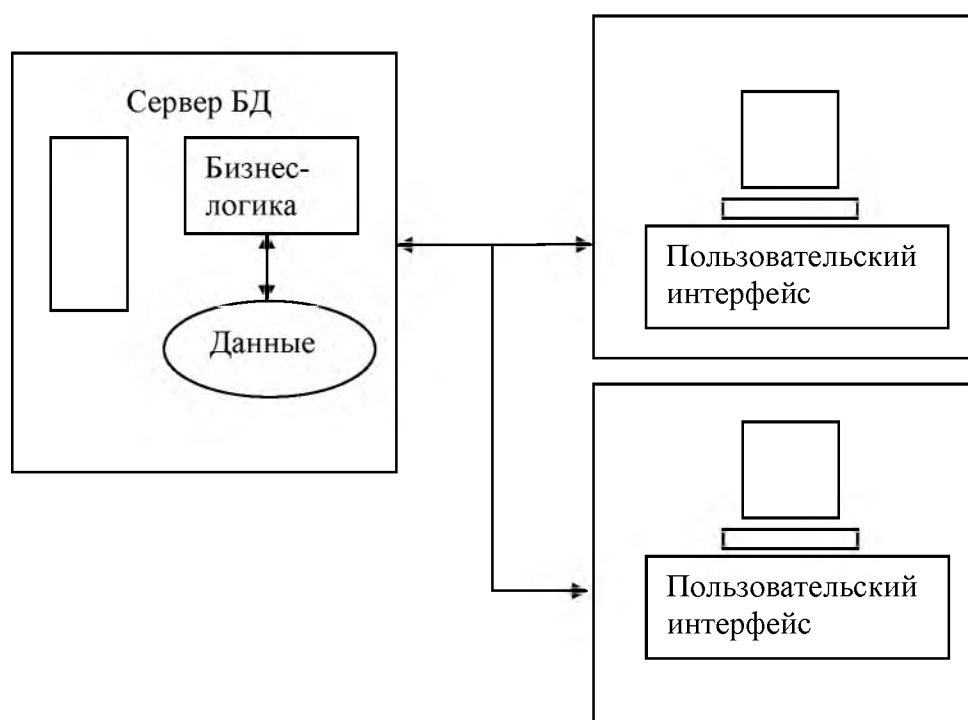 Сервер БД
Бизнес-
логика
Данные
Пользовательский
интерфейс
Пользовательский
интерфейс